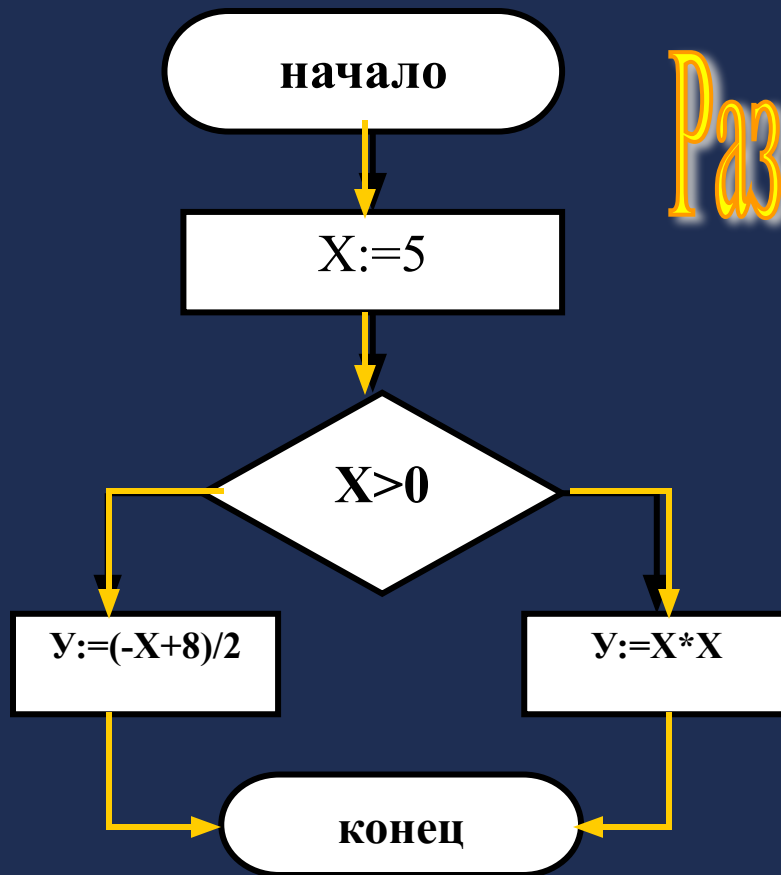 начало
Раз
X:=5
X>0
У:=(-X+8)/2
У:=X*X
конец